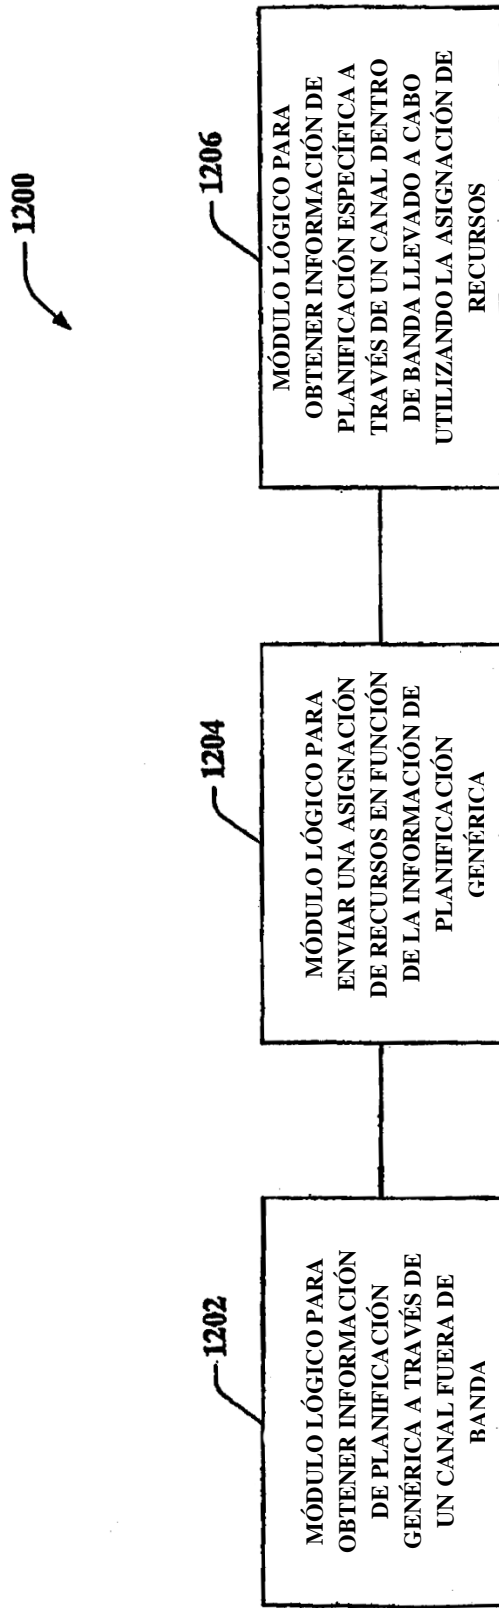 1200
1202
MÓDULO LÓGICO PARA
OBTENER INFORMACIÓN
DE PLANIFICACIÓN
GENÉRICA A TRAVÉS DE
UN CANAL FUERA DE
BANDA
1204
MÓDULO LÓGICO PARA
ENVIAR UNA ASIGNACIÓN
DE RECURSOS EN FUNCIÓN
DE LA INFORMACIÓN DE
PLANIFICACIÓN
GENÉRICA
1206
MÓDULO LÓGICO PARA
OBTENER INFORMACIÓN DE
PLANIFICACIÓN ESPECÍFICA A
TRAVÉS DE UN CANAL DENTRO
DE BANDA LLEVADO A CABO
UTILIZANDO LA ASIGNACIÓN DE
RECURSOS